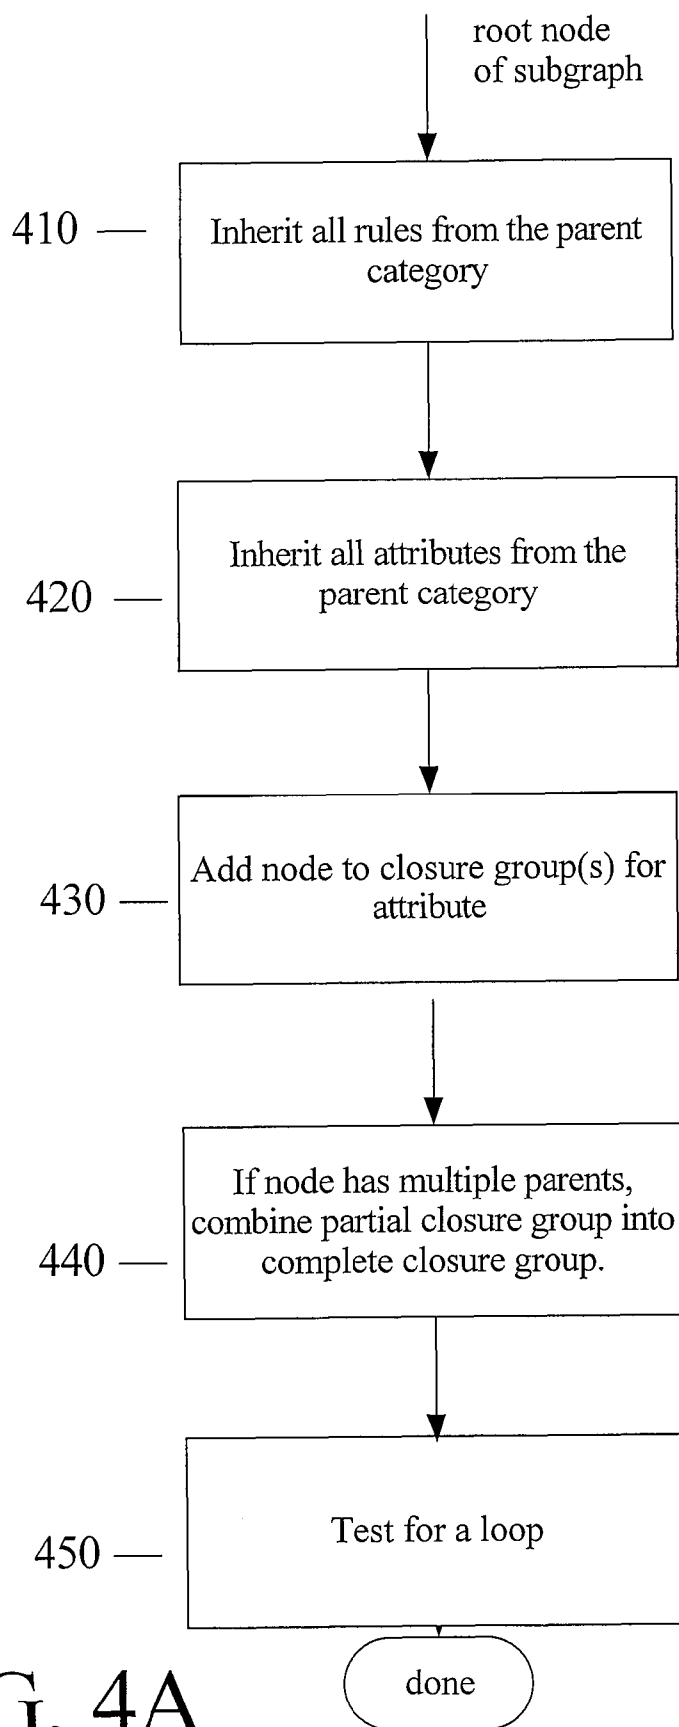 root node
of subgraph
410
Inherit all rules from the parent
category
420
Inherit all attributes from the
parent category
430
Add node to closure group(s) for
attribute
440
If node has multiple parents,
combine partial closure group into
complete closure group.
450
Test for a loop
done
G. 4A